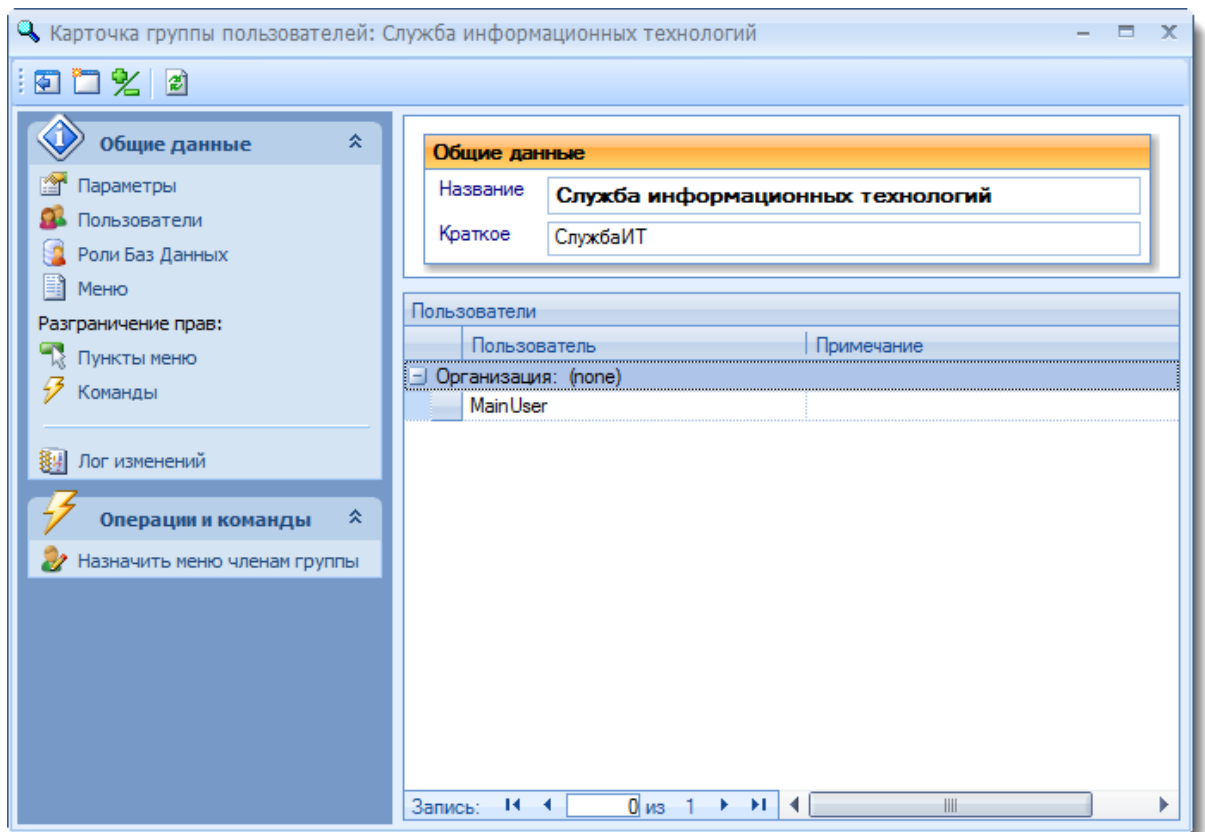 Карточка группы пользователей: Служба информационных технологий
Общие данные
Параметры
Пользователи
Роли Баз Данных
Меню
Разграничение прав:
Пункты меню
Команды
Лог изменений
Операции и команды
Назначить меню членам группы
Общие данные
Название Служба информационных технологий
Краткое СлужбаИТ
Пользователи
Пользователь Примечание
Организация: (none)
MainUser
Запись: 0 из 1